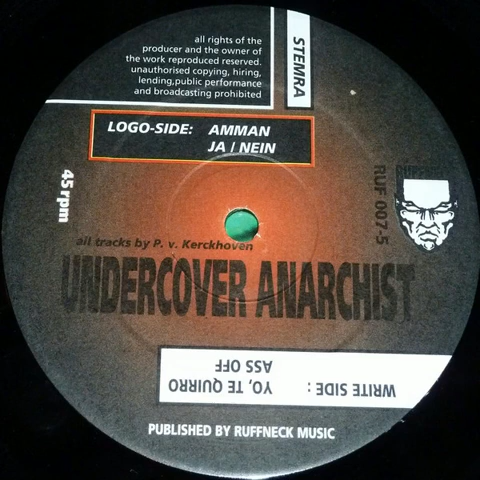 all rights of the
producer and the owner of
the work reproduced reserved.
unauthorised copying, hiring,
lending,public performance
and broadcasting prohibited
STEMRA
LOGO-SIDE: AMMAN
JA / NEIN
45 rpm
RUFF
RUF 007-5
all tracks by P. v. Kerckhoven
UNDERCOVER ANARCHIST
WRITE SIDE : YO, TE QUIRRO
ASS OFF
PUBLISHED BY RUFFNECK MUSIC